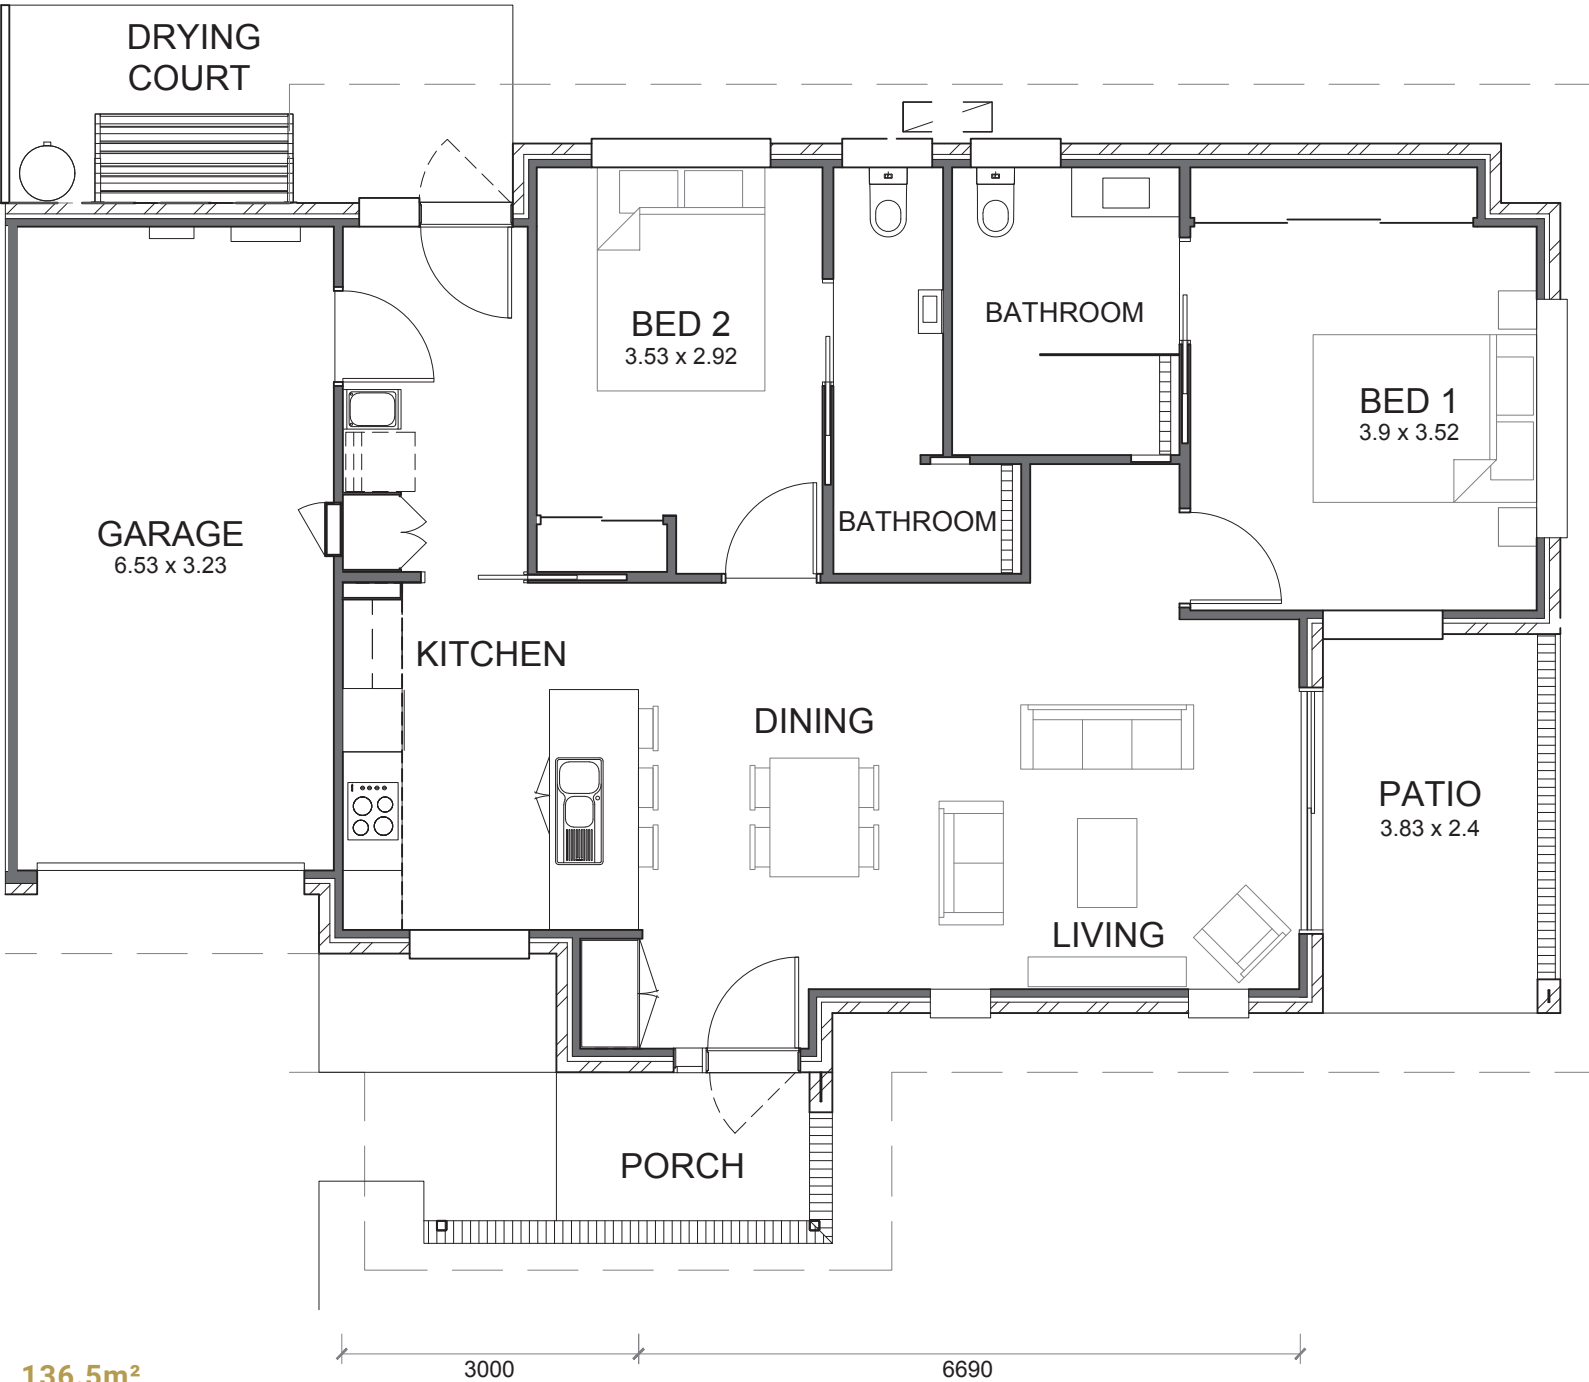 DRYING
COURT
BED 2
3.53 x 2.92
BATHROOM
BED 1
3.9 x 3.52
GARAGE
6.53 x 3.23
BATHROOM
KITCHEN
DINING
PATIO
3.83 x 2.4
LIVING
PORCH
3000
6690
136.5m²